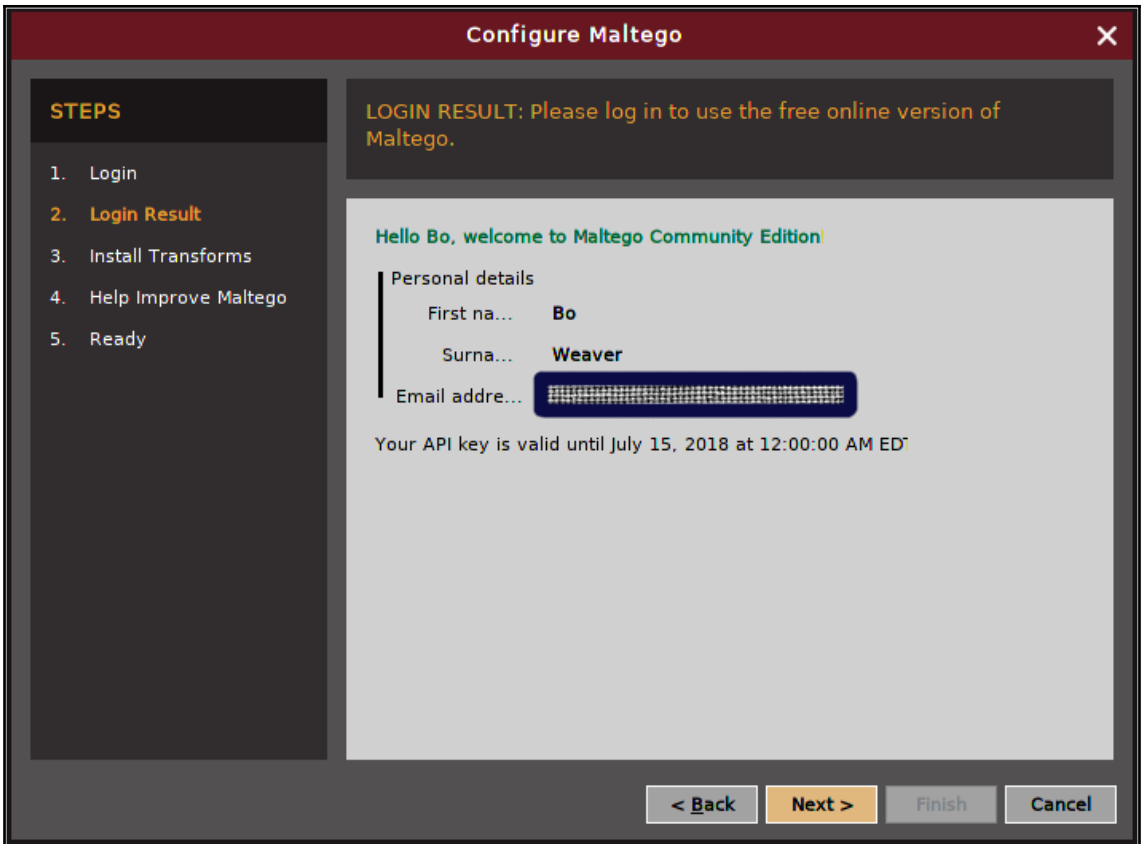 Configure Maltego
STEPS
1. Login
2. Login Result
3. Install Transforms
4. Help Improve Maltego
5. Ready
LOGIN RESULT: Please log in to use the free online version of
Maltego.
Hello Bo, welcome to Maltego Community Edition!
Personal details
First na... Bo
Surna... Weaver
Email addre...
Your API key is valid until July 15, 2018 at 12:00:00 AM EDT
< Back
Next >
Finish
Cancel